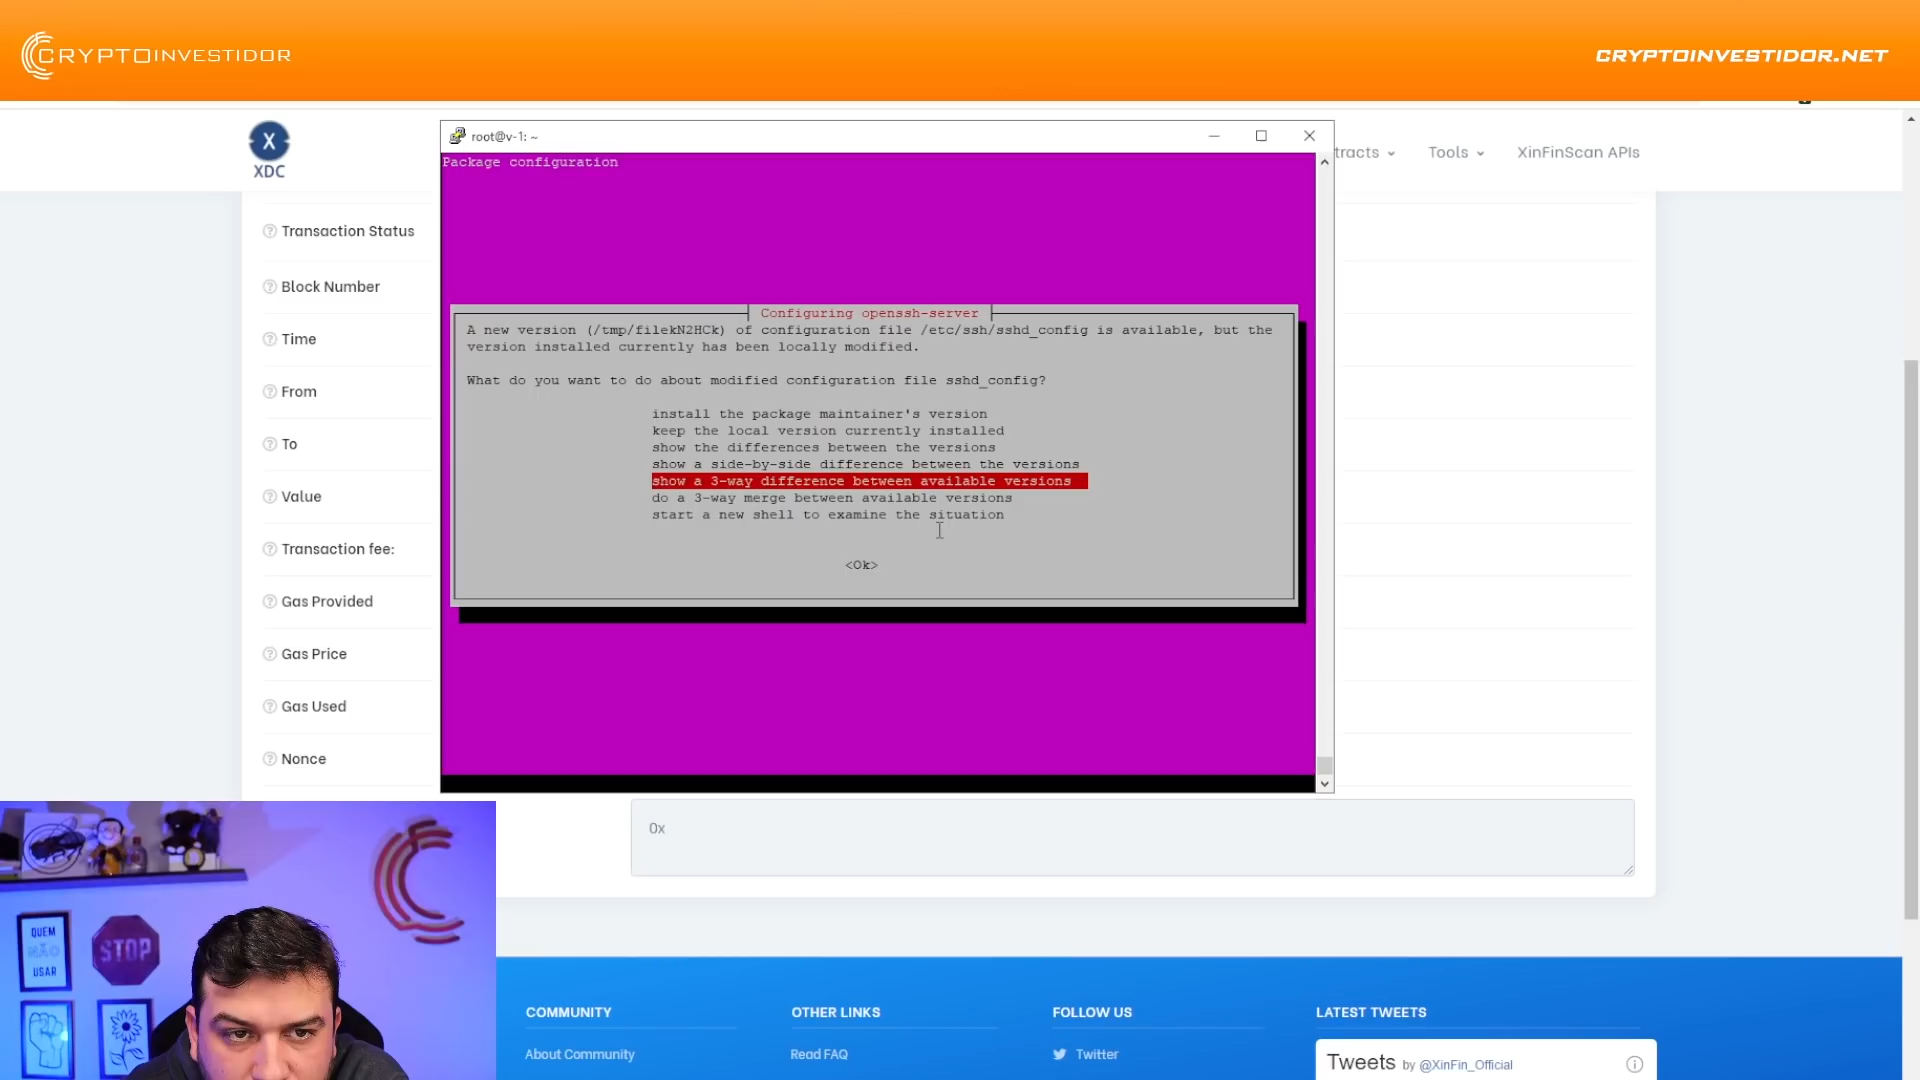 CRYPTOINVESTIDOR
CRYPTOINVESTIDOR.NET
X
XDC
root@v-1: ~
tracts
Tools
XinFinScan APIs
Package configuration
Transaction Status
Block Number
Time
From
To
Value
Transaction fee:
Gas Provided
Gas Price
Gas Used
Nonce
Configuring openssh-server
A new version (/tmp/filekN2HCk) of configuration file /etc/ssh/sshd_config is available, but the
version installed currently has been locally modified.
What do you want to do about modified configuration file sshd_config?
install the package maintainer's version
keep the local version currently installed
show the differences between the versions
show a side-by-side difference between the versions
show a 3-way difference between available versions
do a 3-way merge between available versions
start a new shell to examine the situation
<Ok>
0x
QUEM
NÃO
USAR
STOP
COMMUNITY
OTHER LINKS
FOLLOW US
LATEST TWEETS
About Community
Read FAQ
Twitter
Tweets by @XinFin_Official